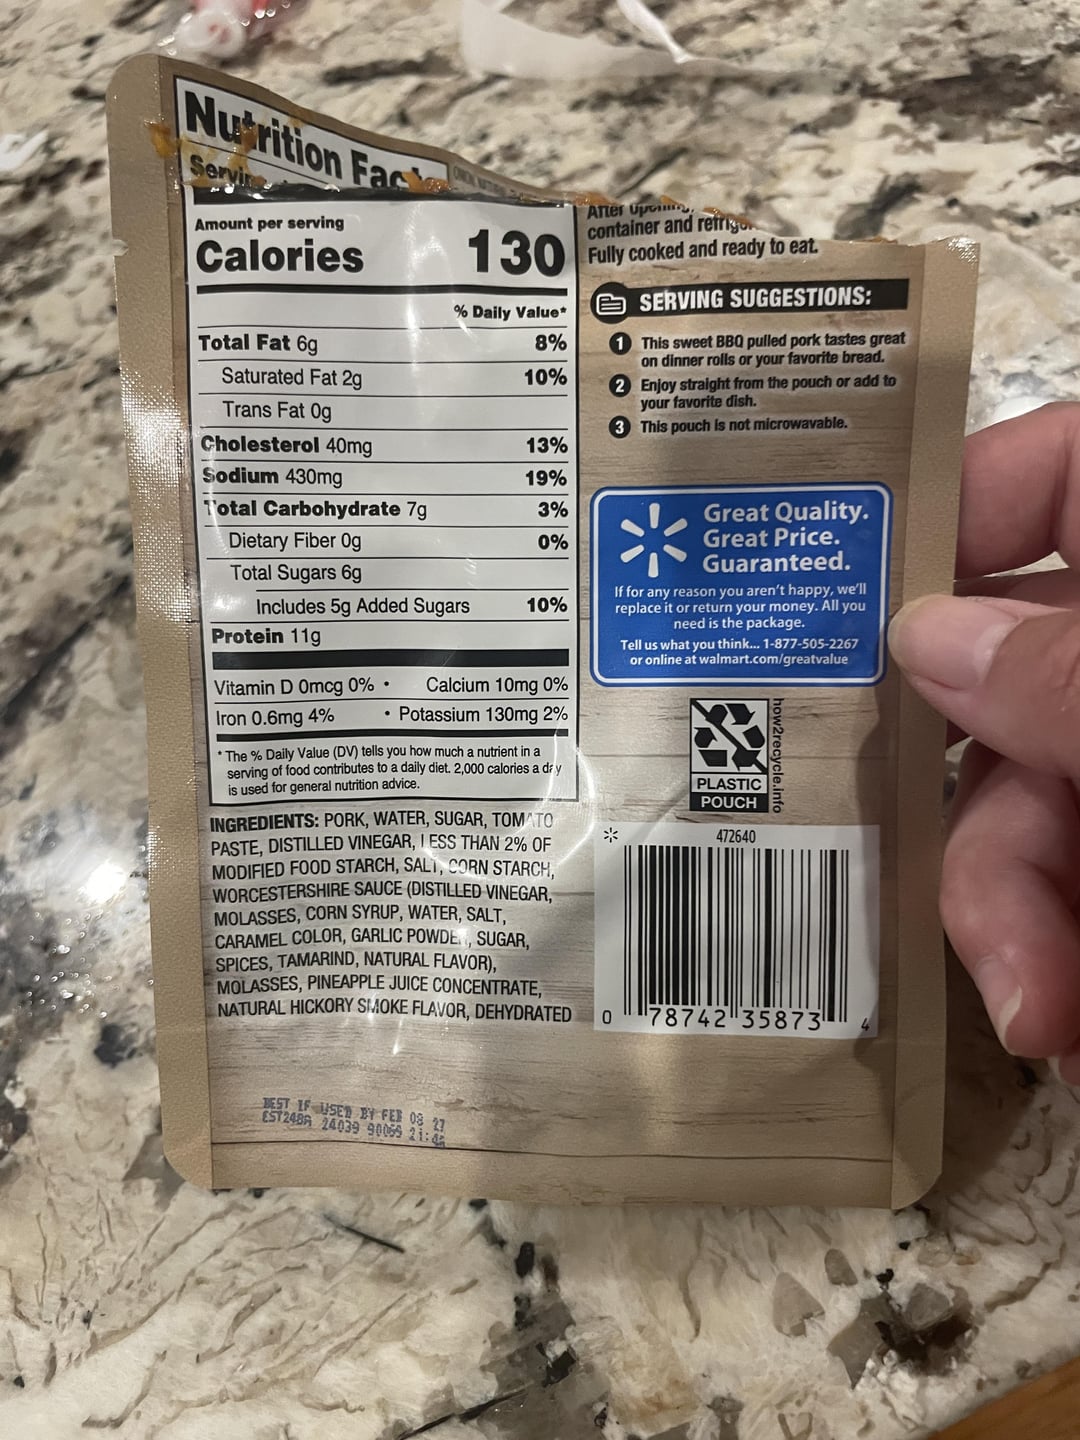 Nutrition Fact
Servin
Amount per serving
Calories 130
% Daily Value*
Total Fat 6g 8%
Saturated Fat 2g 10%
Trans Fat 0g
Cholesterol 40mg 13%
Sodium 430mg 19%
Total Carbohydrate 7g 3%
Dietary Fiber 0g 0%
Total Sugars 6g
Includes 5g Added Sugars 10%
Protein 11g
Vitamin D 0mcg 0% • Calcium 10mg 0%
Iron 0.6mg 4% • Potassium 130mg 2%
* The % Daily Value (DV) tells you how much a nutrient in a
serving of food contributes to a daily diet. 2,000 calories a day
is used for general nutrition advice.
INGREDIENTS: PORK, WATER, SUGAR, TOMATO
PASTE, DISTILLED VINEGAR, LESS THAN 2% OF
MODIFIED FOOD STARCH, SALT, CORN STARCH,
WORCESTERSHIRE SAUCE (DISTILLED VINEGAR,
MOLASSES, CORN SYRUP, WATER, SALT,
CARAMEL COLOR, GARLIC POWDER, SUGAR,
SPICES, TAMARIND, NATURAL FLAVOR),
MOLASSES, PINEAPPLE JUICE CONCENTRATE,
NATURAL HICKORY SMOKE FLAVOR, DEHYDRATED
BEST IF USED BY FEB 08 27
EST248A 24039 90069
After opening,
container and refrig
Fully cooked and ready to eat.
SERVING SUGGESTIONS:
1 This sweet BBQ pulled pork tastes great
on dinner rolls or your favorite bread.
2 Enjoy straight from the pouch or add to
your favorite dish.
3 This pouch is not microwavable.
Great Quality.
Great Price.
Guaranteed.
If for any reason you aren't happy, we'll
replace it or return your money. All you
need is the package.
Tell us what you think... 1-877-505-2267
or online at walmart.com/greatvalue
how2recycle.info
PLASTIC
POUCH
472640
0 78742 35873 4